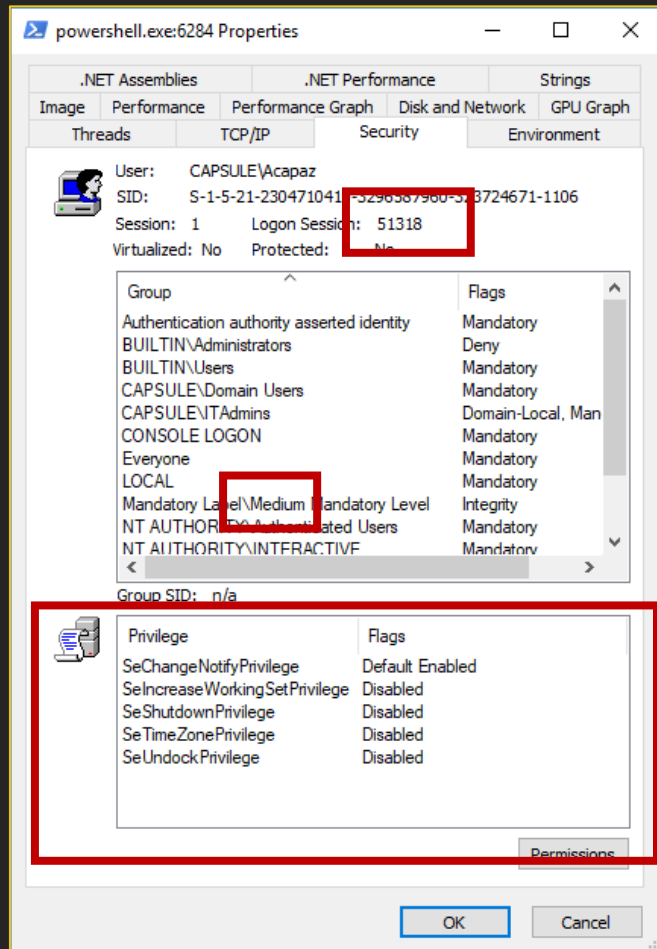 powershell.exe:6284 Properties
.NET Assemblies .NET Performance Strings
Image Performance Performance Graph Disk and Network GPU Graph
Threads TCP/IP Security Environment
User: CAPSULE\Acapaz
SID:
Session: 1 Logon Session: 51318
Virtualized: No Protected: No
Group Flags
Authentication authority asserted identity Mandatory
BUILTIN\Administrators Deny
BUILTIN\Users Mandatory
CAPSULE\Domain Users Mandatory
CAPSULE\ITAdmins Domain-Local, Man
CONSOLE LOGON Mandatory
Everyone Mandatory
LOCAL Mandatory
Mandatory Label\Medium Mandatory Level Integrity
NT AUTHORITY\Authenticated Users Mandatory
NT AUTHORITY\INTERACTIVE Mandatory
Group SID: n/a
Privilege Flags
SeChangeNotifyPrivilege Default Enabled
SeIncreaseWorkingSetPrivilege Disabled
SeShutdownPrivilege Disabled
SeTimeZonePrivilege Disabled
SeUndockPrivilege Disabled
Permissions
OK Cancel